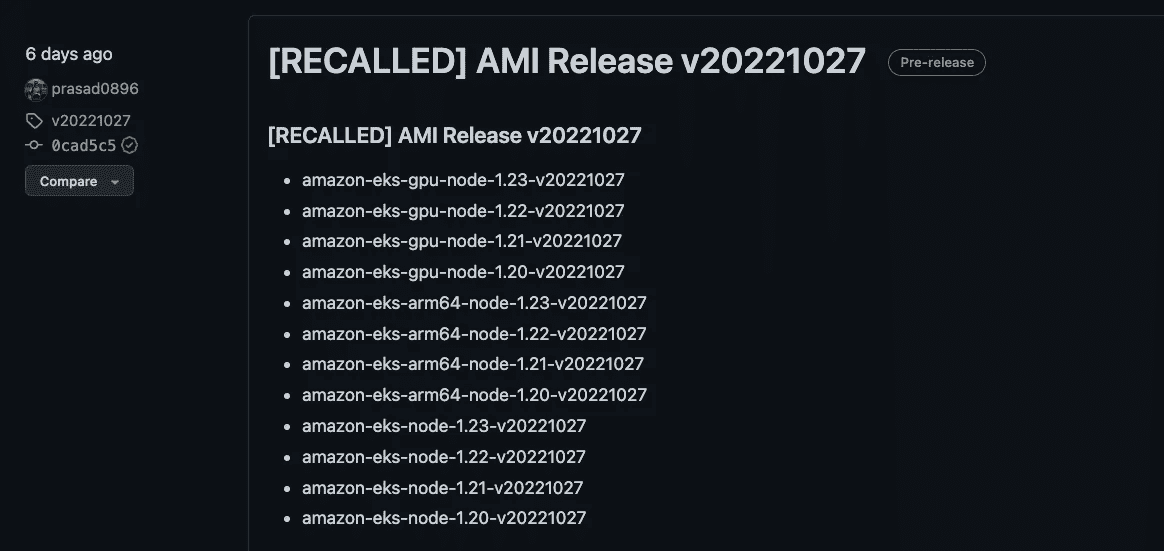 6 days ago
prasad0896
v20221027
0cad5c5
Compare
[RECALLED] AMI Release v20221027 Pre-release
[RECALLED] AMI Release v20221027
• amazon-eks-gpu-node-1.23-v20221027
• amazon-eks-gpu-node-1.22-v20221027
• amazon-eks-gpu-node-1.21-v20221027
• amazon-eks-gpu-node-1.20-v20221027
• amazon-eks-arm64-node-1.23-v20221027
• amazon-eks-arm64-node-1.22-v20221027
• amazon-eks-arm64-node-1.21-v20221027
• amazon-eks-arm64-node-1.20-v20221027
• amazon-eks-node-1.23-v20221027
• amazon-eks-node-1.22-v20221027
• amazon-eks-node-1.21-v20221027
• amazon-eks-node-1.20-v20221027